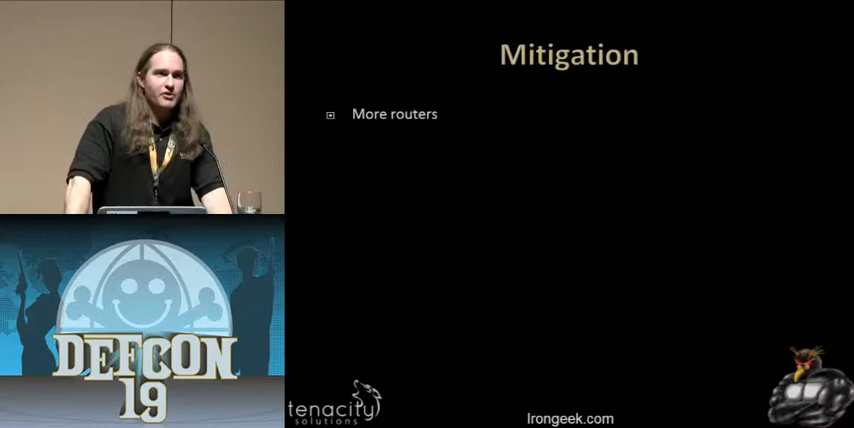 Mitigation
More routers
DEFCON
19
tenacity
solutions
Irongeek.com